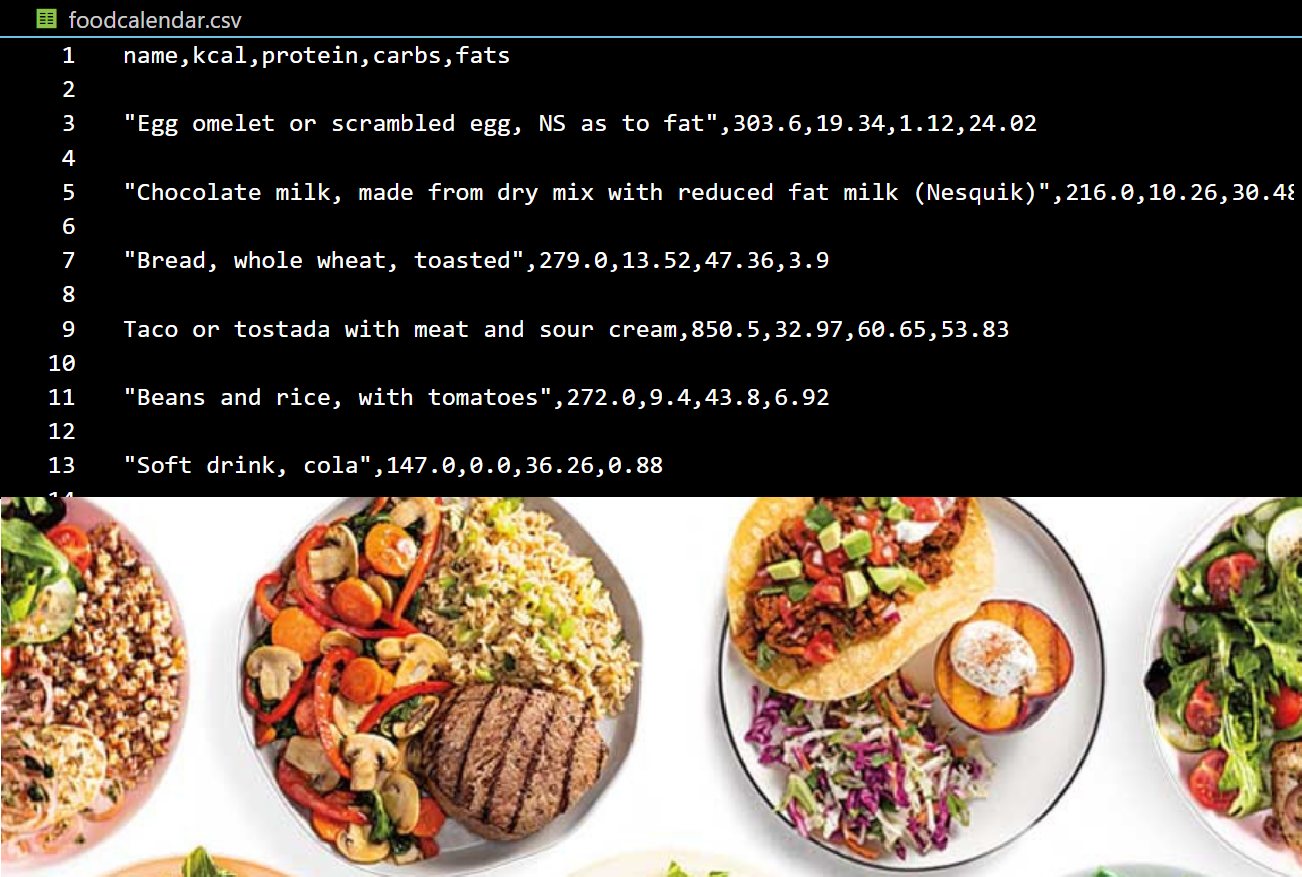 foodcalendar.csv
1 name,kcal,protein,carbs,fats
2
3 "Egg omelet or scrambled egg, NS as to fat",303.6,19.34,1.12,24.02
4
5 "Chocolate milk, made from dry mix with reduced fat milk (Nesquik)",216.0,10.26,30.48
6
7 "Bread, whole wheat, toasted",279.0,13.52,47.36,3.9
8
9 Taco or tostada with meat and sour cream,850.5,32.97,60.65,53.83
10
11 "Beans and rice, with tomatoes",272.0,9.4,43.8,6.92
12
13 "Soft drink, cola",147.0,0.0,36.26,0.88
14